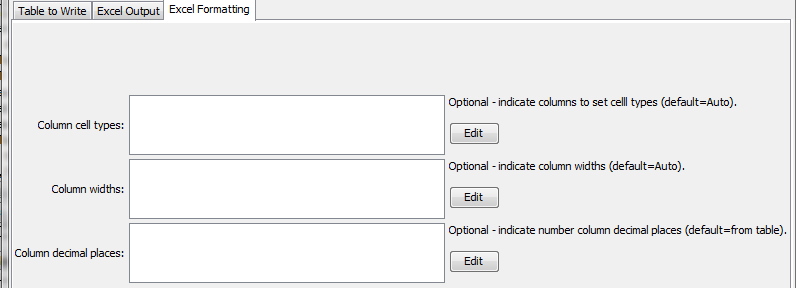 Table to Write Excel Output Excel Formatting
Optional - indicate columns to set celll types (default=Auto).
Column cell types:
Edit
Optional - indicate column widths (default=Auto).
Column widths:
Edit
Optional - indicate number column decimal places (default=from table).
Column decimal places:
Edit